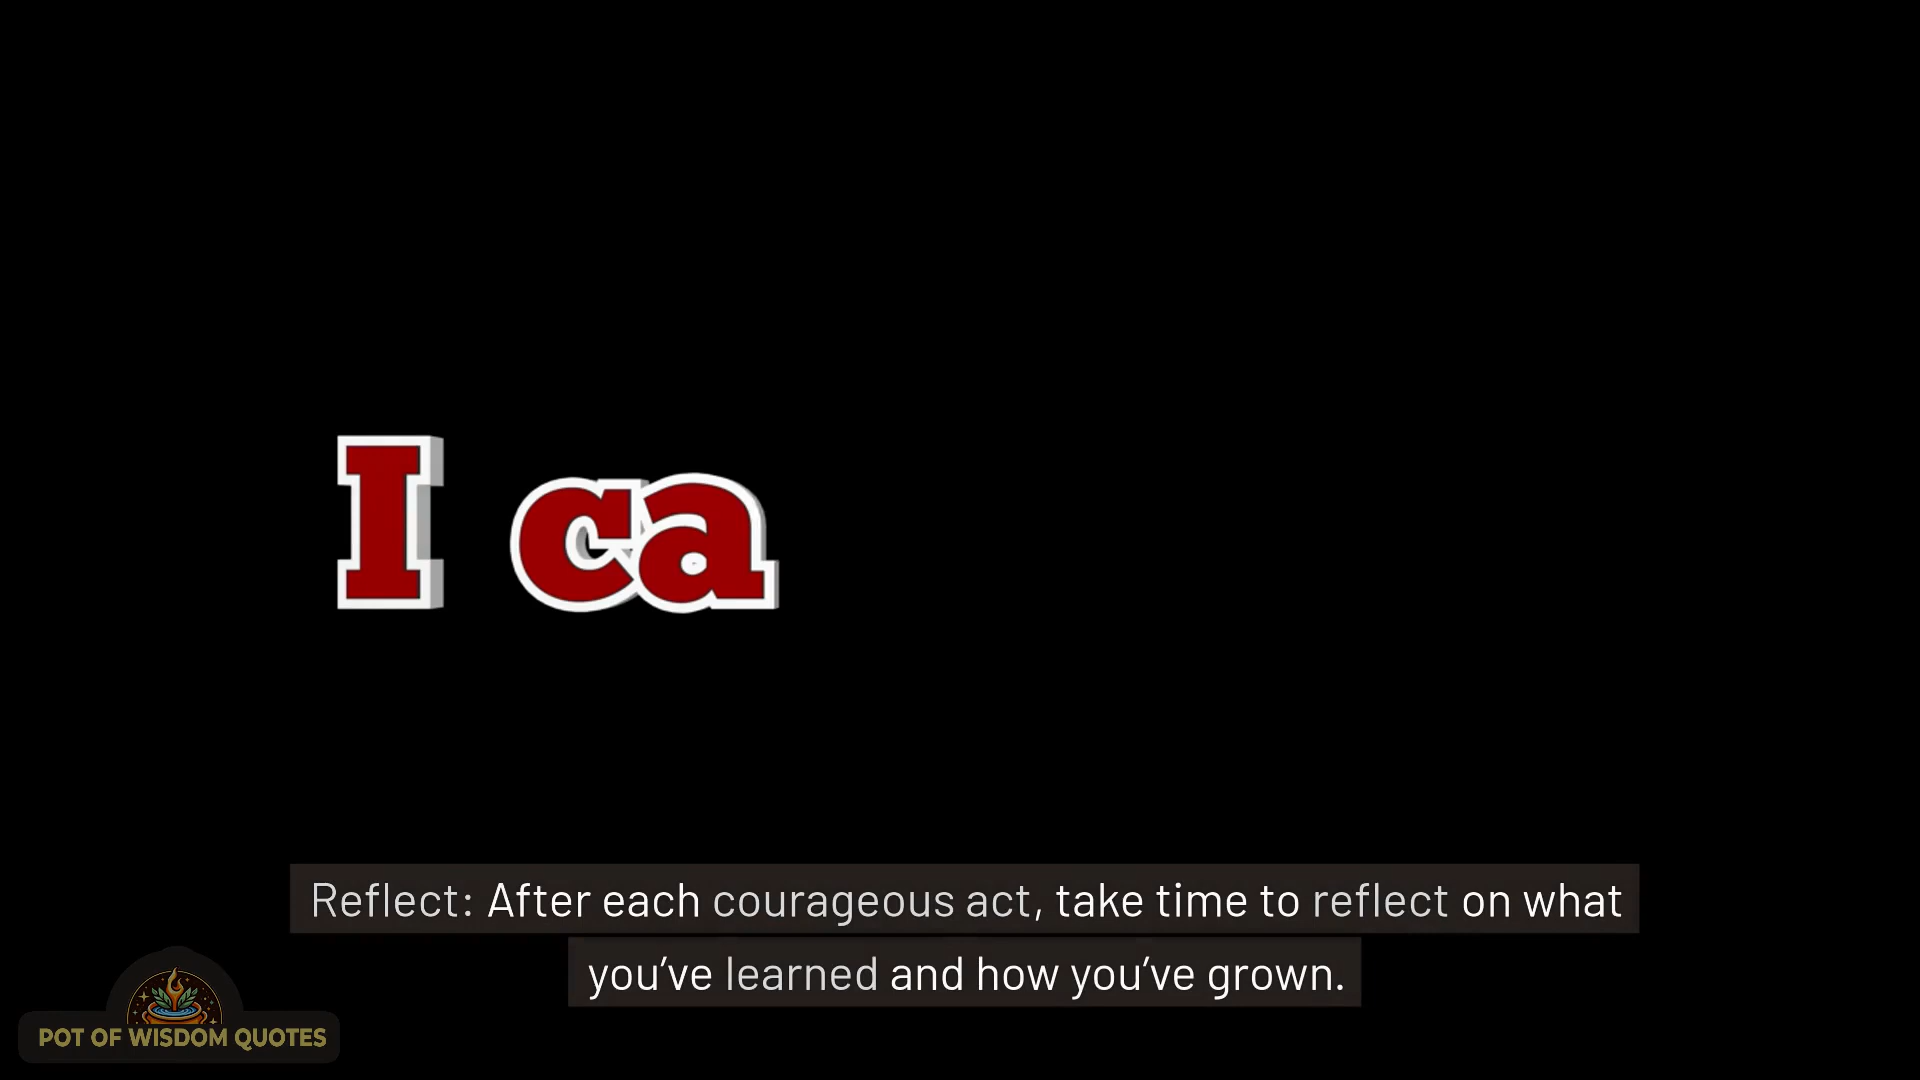 I ca
Reflect: After each courageous act, take time to reflect on what
you’ve learned and how you’ve grown.
POT OF WISDOM QUOTES